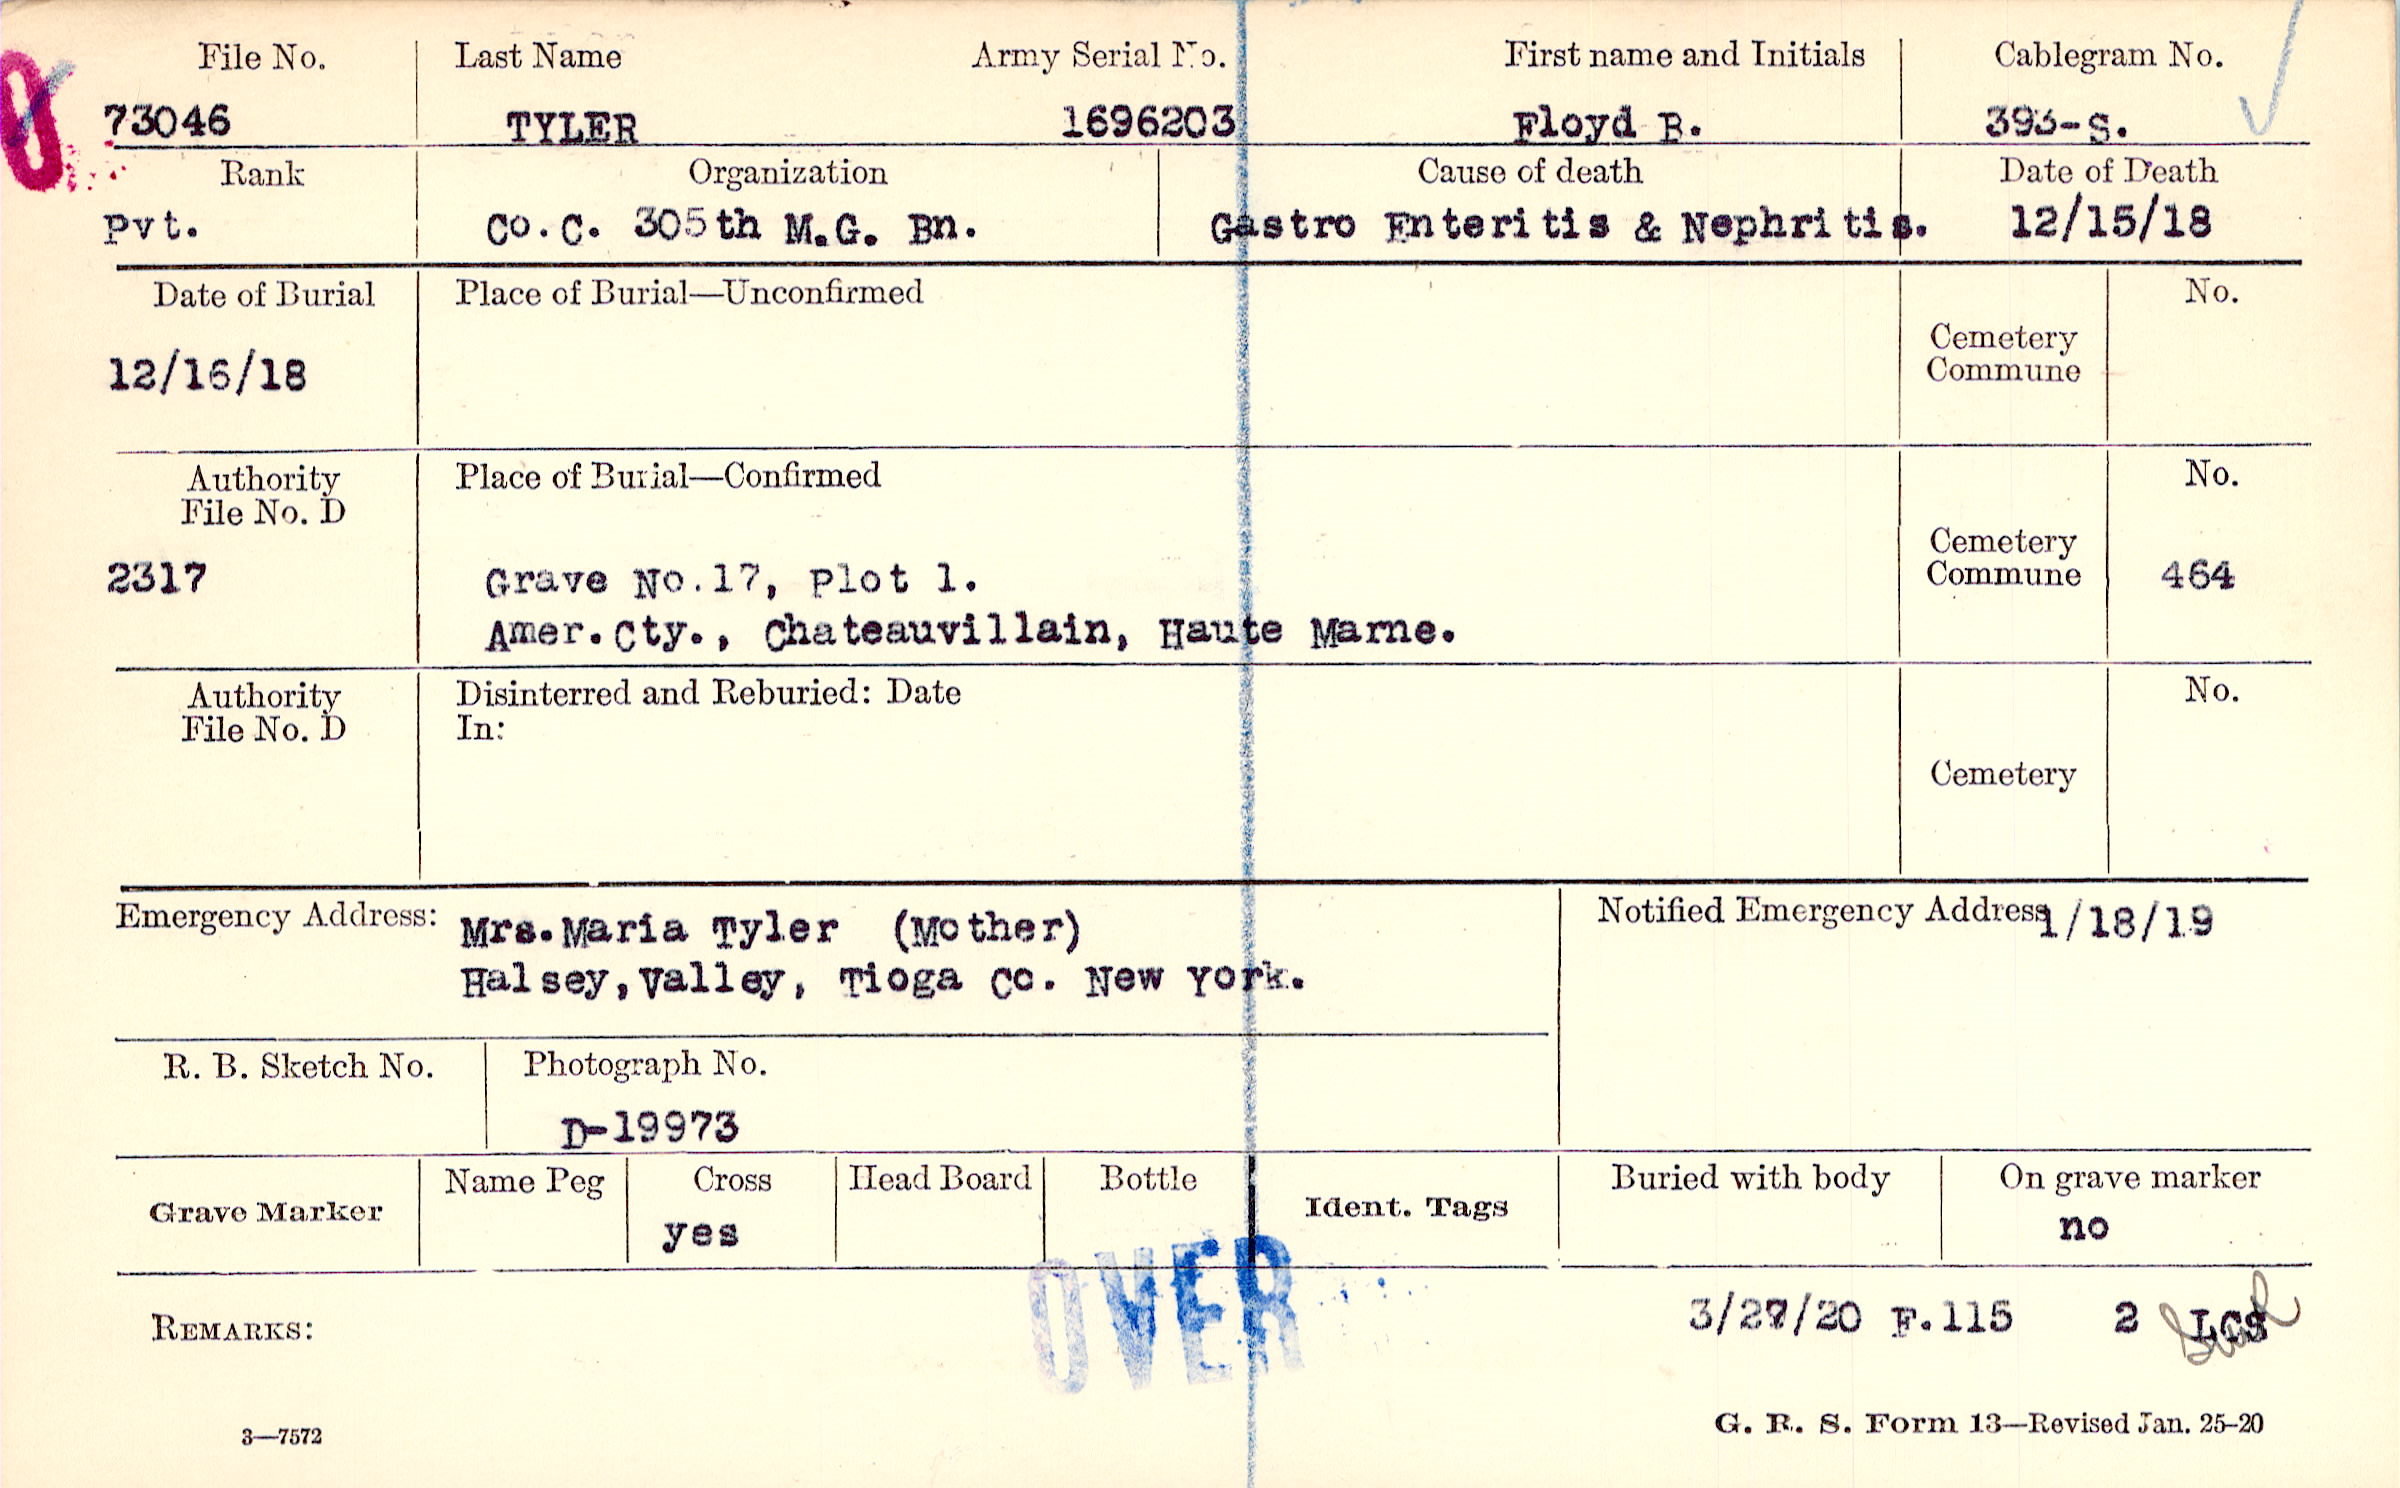 File No. Last Name Army Serial No. First name and Initials Cablegram No.
73046 TYLER 1696203 Floyd B. 393-S.
Rank Organization Cause of death Date of Death
Pvt. Co. C. 305th M.G. Bn. Gastro Enteritis & Nephritis. 12/15/18
Date of Burial Place of Burial—Unconfirmed No.
Cemetery
Commune
12/16/18
Authority Place of Burial—Confirmed No.
File No. D
Cemetery
2317 Grave No.17, Plot 1. Commune 464
Amer.Cty., Chateauvillain, Haute Marne.
Authority Disinterred and Reburied: Date No.
File No. D In:
Cemetery
Emergency Address: Mrs.Maria Tyler (Mother) Notified Emergency Address 1/18/19
Halsey,Valley, Tioga Co. New York.
R. B. Sketch No. Photograph No.
D-19973
Grave Marker Name Peg Cross Head Board Bottle Ident. Tags Buried with body On grave marker
yes no
OVER
REMARKS: 3/27/20 F.115 2 LCS
3—7572 G. R. S. Form 13—Revised Jan. 25-20